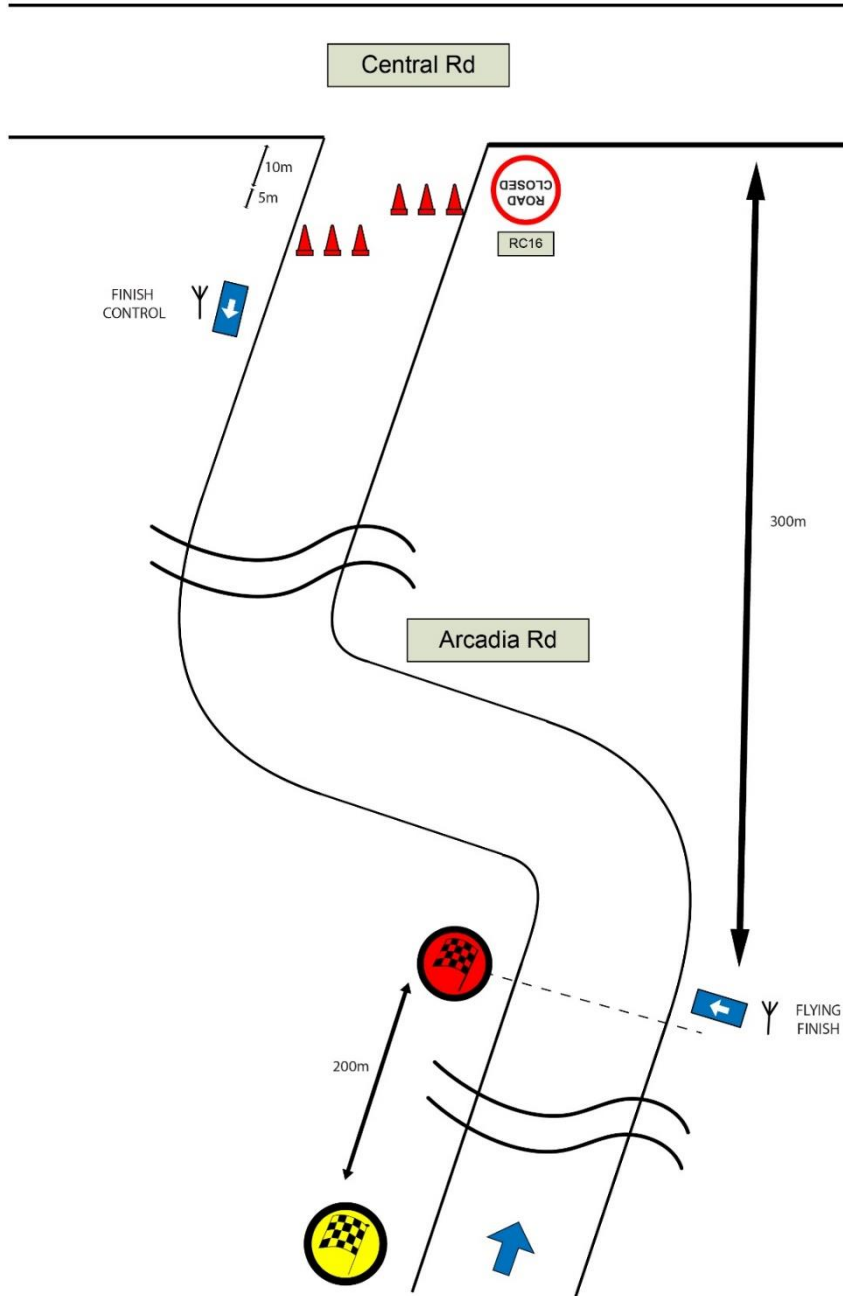 Central Rd
10m
5m
ROAD
CLOSED
RC16
FINISH
CONTROL
300m
Arcadia Rd
FLYING
FINISH
200m